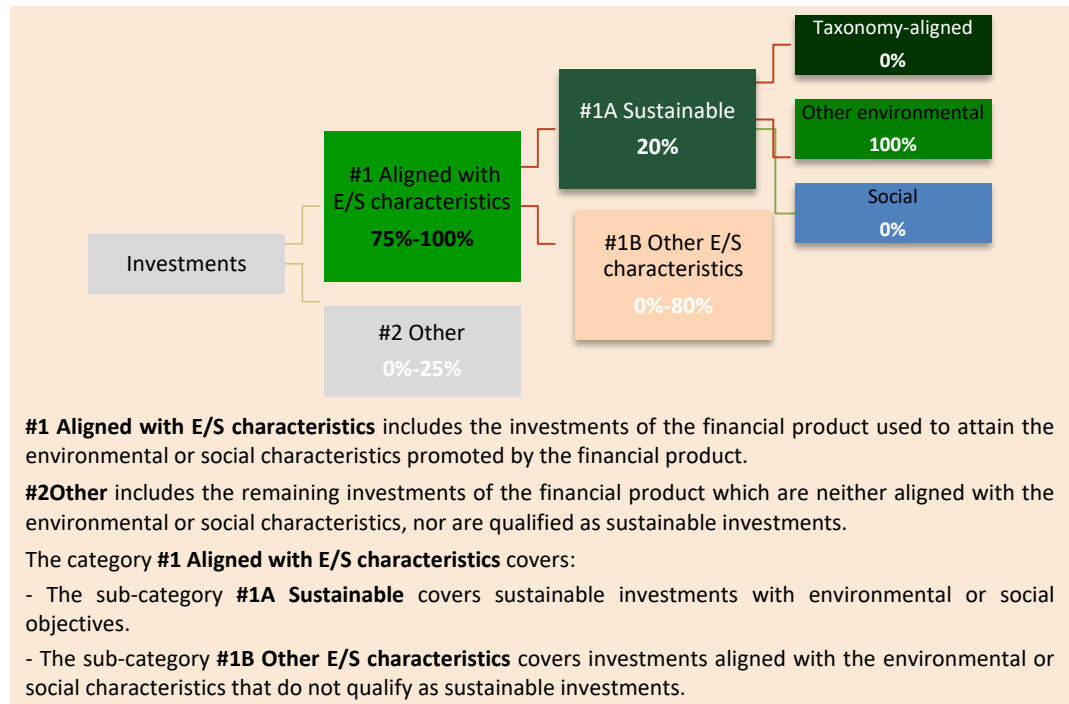 Taxonomy-aligned
0%
#1A Sustainable
20%
Other environmental
100%
#1 Aligned with
E/S characteristics
75%-100%
Social
0%
#1B Other E/S
characteristics
0%-80%
Investments
#2 Other
0%-25%
#1 Aligned with E/S characteristics includes the investments of the financial product used to attain the
environmental or social characteristics promoted by the financial product.
#2Other includes the remaining investments of the financial product which are neither aligned with the
environmental or social characteristics, nor are qualified as sustainable investments.
The category #1 Aligned with E/S characteristics covers:
- The sub-category #1A Sustainable covers sustainable investments with environmental or social
objectives.
- The sub-category #1B Other E/S characteristics covers investments aligned with the environmental or
social characteristics that do not qualify as sustainable investments.